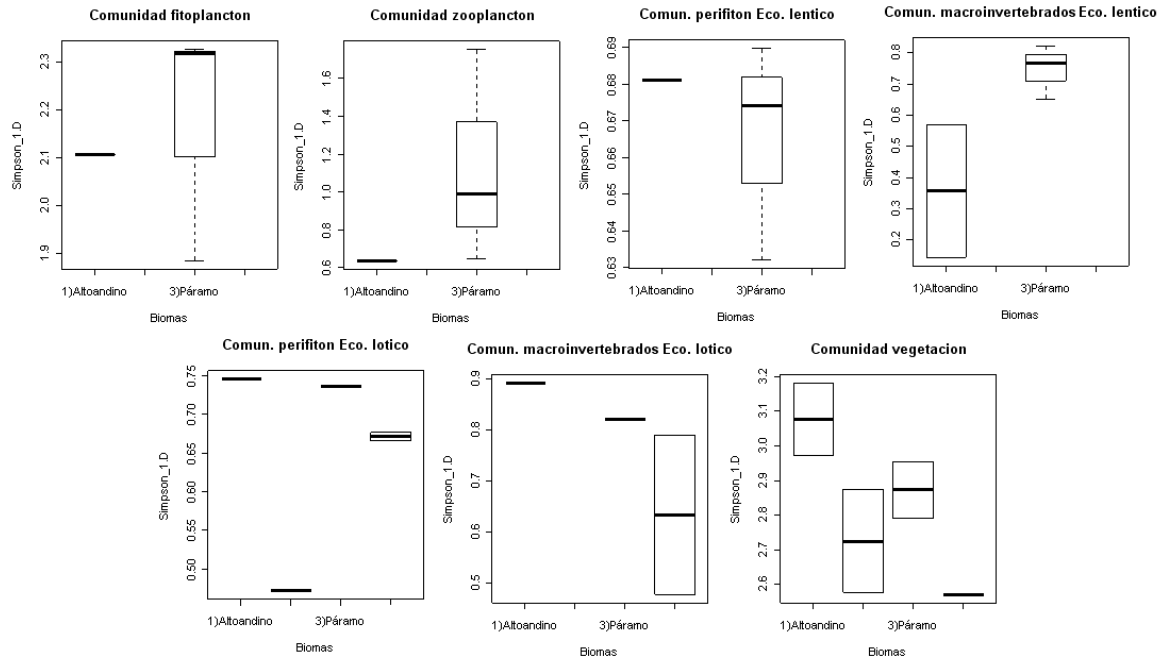 Comunidad fitoplancton
Simpson_1.D
1.9 2.0 2.1 2.2 2.3
1)Altoandino 3)Páramo
Biomas
Comunidad zooplancton
Simpson_1.D
0.6 0.8 1.0 1.2 1.4 1.6
1)Altoandino 3)Páramo
Biomas
Comun. perifiton Eco. lentico
Simpson_1.D
0.63 0.64 0.65 0.66 0.67 0.68 0.69
1)Altoandino 3)Páramo
Biomas
Comun. macroinvertebrados Eco. lentico
Simpson_1.D
0.2 0.3 0.4 0.5 0.6 0.7 0.8
1)Altoandino 3)Páramo
Biomas
Comun. perifiton Eco. lotico
Simpson_1.D
0.50 0.55 0.60 0.65 0.70 0.75
1)Altoandino 3)Páramo
Biomas
Comun. macroinvertebrados Eco. lotico
Simpson_1.D
0.5 0.6 0.7 0.8 0.9
1)Altoandino 3)Páramo
Biomas
Comunidad vegetacion
Simpson_1.D
2.6 2.7 2.8 2.9 3.0 3.1 3.2
1)Altoandino 3)Páramo
Biomas